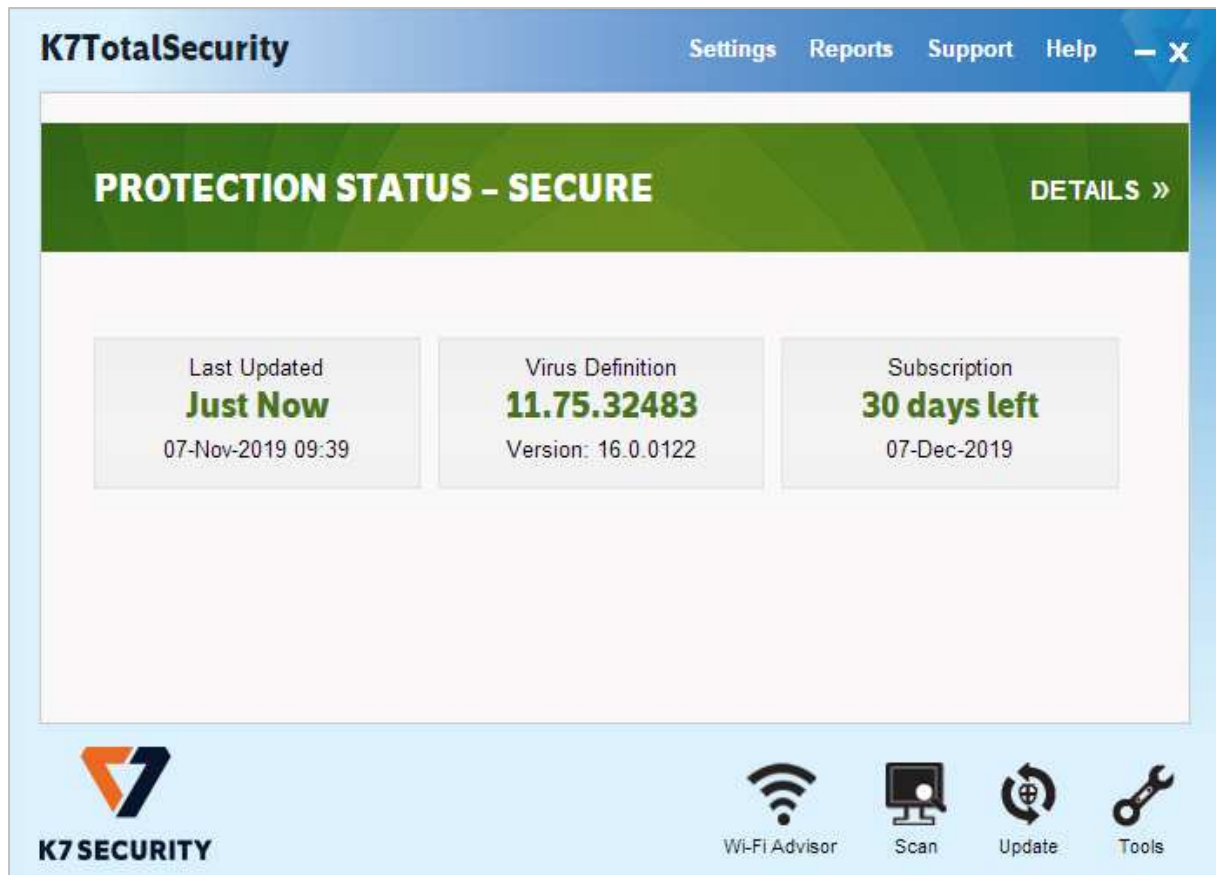 K7TotalSecurity
Settings Reports Support Help
PROTECTION STATUS – SECURE
DETAILS »
Last Updated
Just Now
07-Nov-2019 09:39
Virus Definition
11.75.32483
Version: 16.0.0122
Subscription
30 days left
07-Dec-2019
K7 SECURITY
Wi-Fi Advisor
Scan
Update
Tools